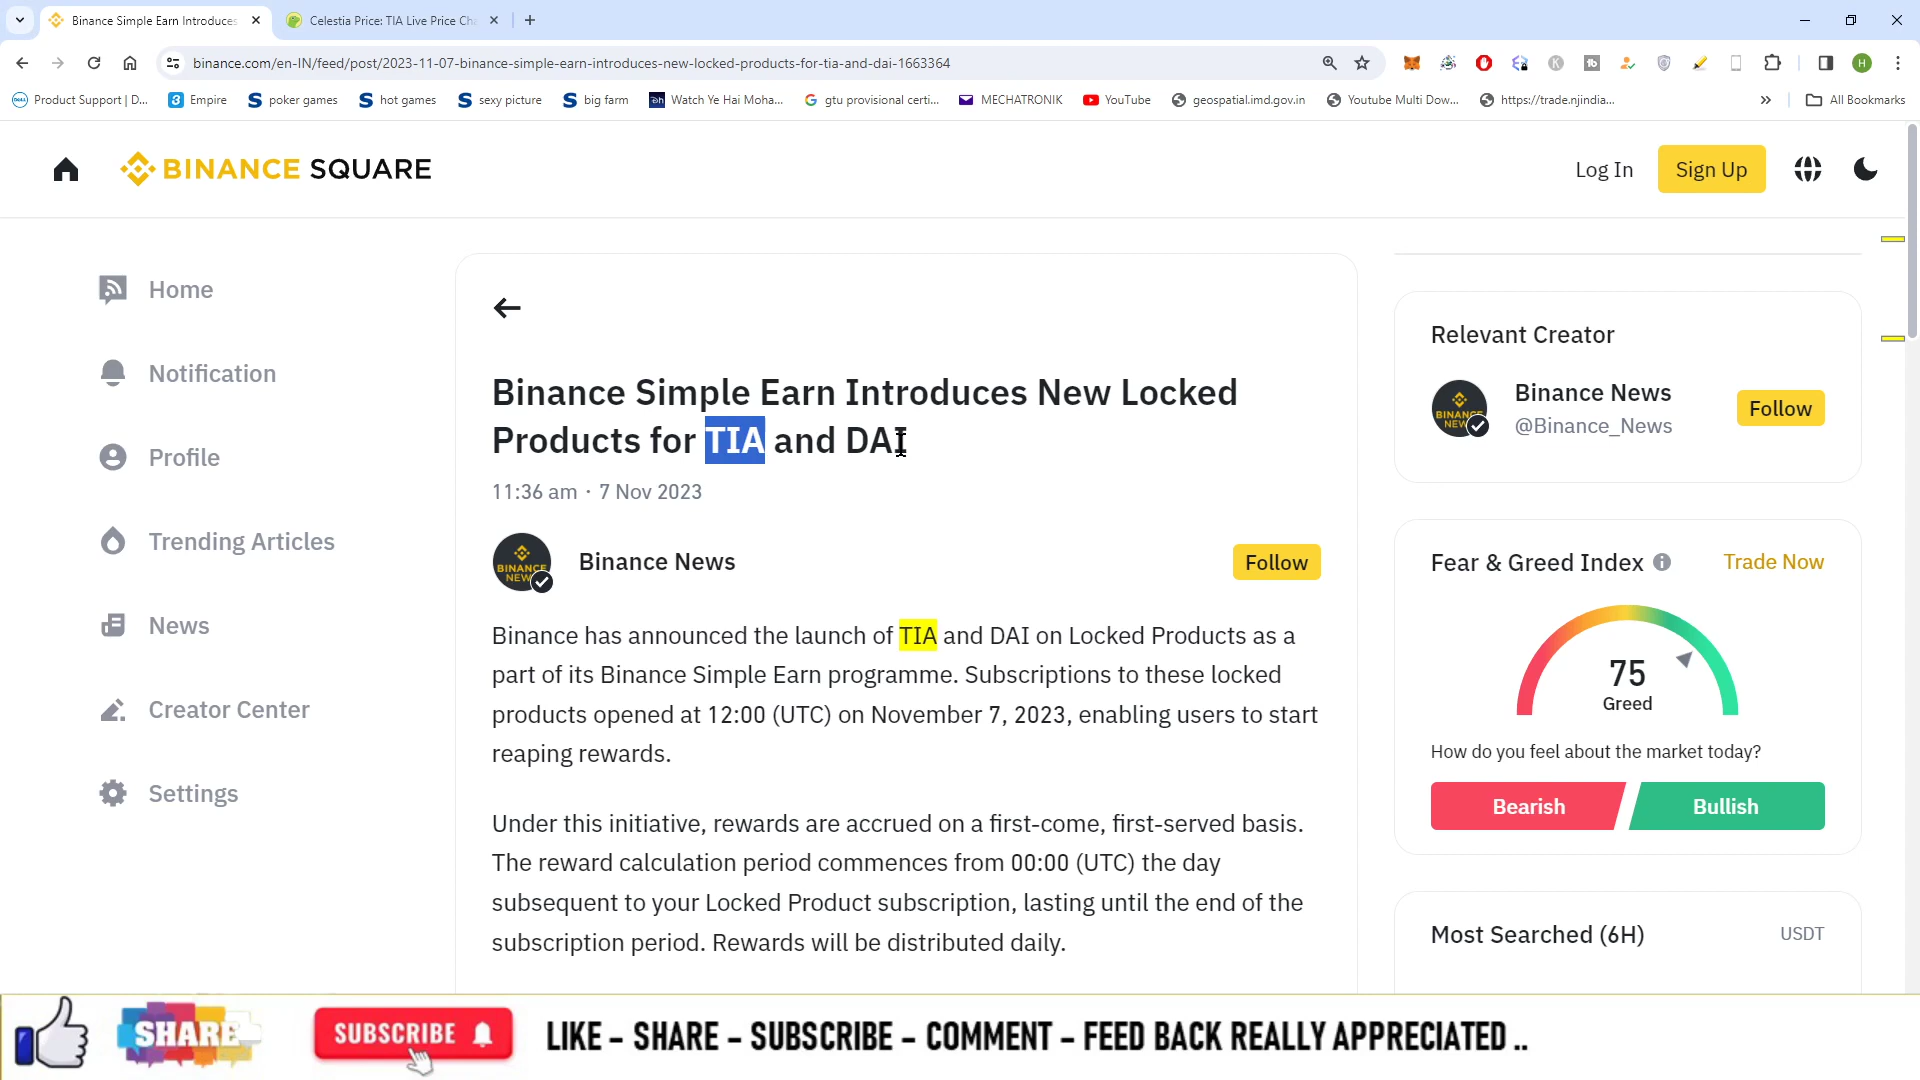 Binance Simple Earn Introduces
Celestia Price: TIA Live Price Ch
binance.com/en-IN/feed/post/2023-11-07-binance-simple-earn-introduces-new-locked-products-for-tia-and-dai-1663364
Product Support | D...
Empire
poker games
hot games
sexy picture
big farm
Watch Ye Hai Moha...
gtu provisional certi...
MECHATRONIK
YouTube
geospatial.imd.gov.in
Youtube Multi Dow...
https://trade.njindia...
All Bookmarks
BINANCE SQUARE
Log In
Sign Up
Home
Notification
Profile
Trending Articles
News
Creator Center
Settings
Binance Simple Earn Introduces New Locked
Products for TIA and DAI
11:36 am · 7 Nov 2023
BINANCE
NEWS
Binance News
Follow
Binance has announced the launch of TIA and DAI on Locked Products as a
part of its Binance Simple Earn programme. Subscriptions to these locked
products opened at 12:00 (UTC) on November 7, 2023, enabling users to start
reaping rewards.
Under this initiative, rewards are accrued on a first-come, first-served basis.
The reward calculation period commences from 00:00 (UTC) the day
subsequent to your Locked Product subscription, lasting until the end of the
subscription period. Rewards will be distributed daily.
Relevant Creator
Binance News
@Binance_News
Follow
Fear & Greed Index
Trade Now
75
Greed
How do you feel about the market today?
Bearish
Bullish
Most Searched (6H)
USDT
SHARE
SUBSCRIBE
LIKE - SHARE - SUBSCRIBE - COMMENT - FEED BACK REALLY APPRECIATED ..